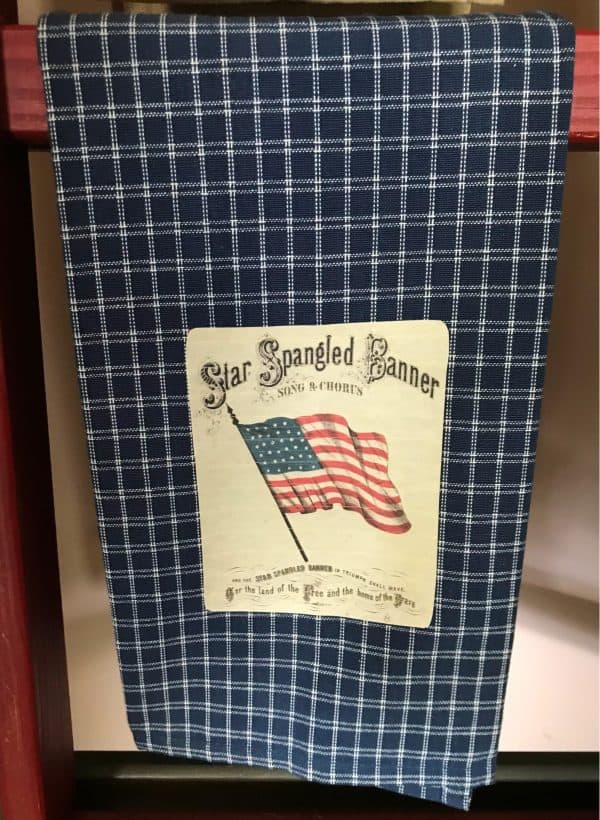 Star Spangled Banner
SONG & CHORUS
AND THE STAR SPANGLED BANNER IN TRIUMPH SHALL WAVE.
O'er the land of the Free and the home of the Brave